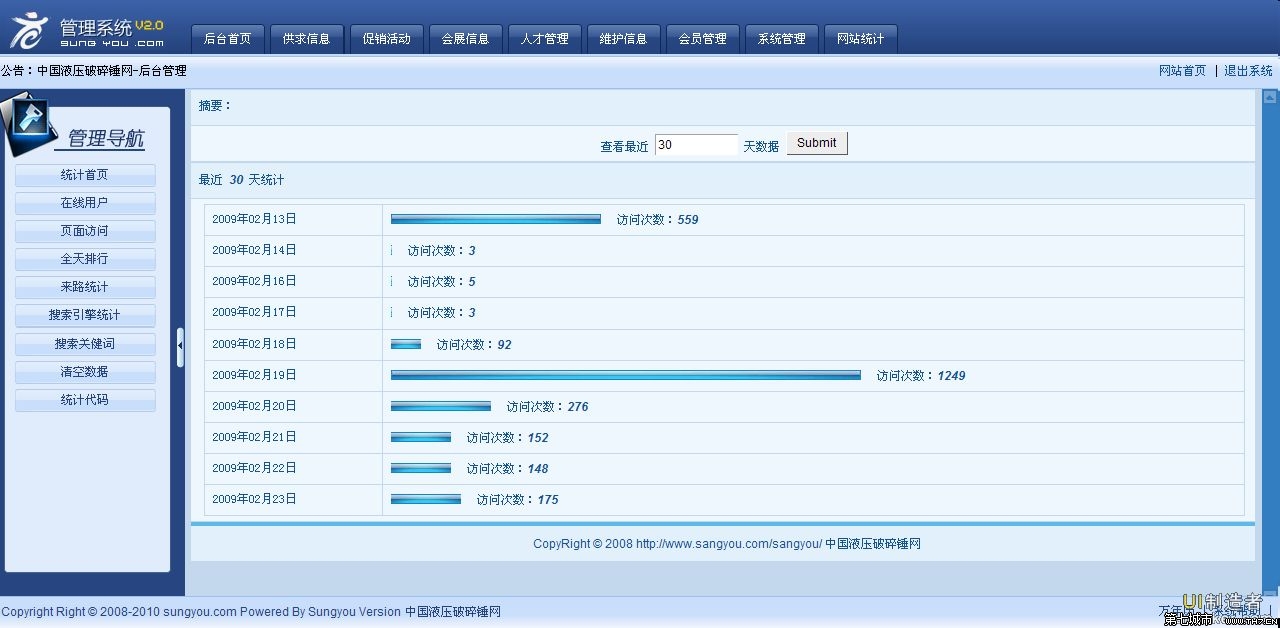 管理系统 V2.0
sung you .com
后台首页 供求信息 促销活动 会展信息 人才管理 维护信息 会员管理 系统管理 网站统计
公告：中国液压破碎锤网-后台管理 网站首页 | 退出系统
管理导航
统计首页
在线用户
页面访问
全天排行
来路统计
搜索引擎统计
搜索关健词
清空数据
统计代码
摘要：
查看最近 30 天数据 Submit
最近 30 天统计
2009年02月13日 访问次数：559
2009年02月14日 访问次数：3
2009年02月16日 访问次数：5
2009年02月17日 访问次数：3
2009年02月18日 访问次数：92
2009年02月19日 访问次数：1249
2009年02月20日 访问次数：276
2009年02月21日 访问次数：152
2009年02月22日 访问次数：148
2009年02月23日 访问次数：175
CopyRight © 2008 http://www.sangyou.com/sangyou/ 中国液压破碎锤网
Copyright Right © 2008-2010 sungyou.com Powered By Sungyou Version 中国液压破碎锤网
UI制造者
第七城市 WWW.TH7.CN